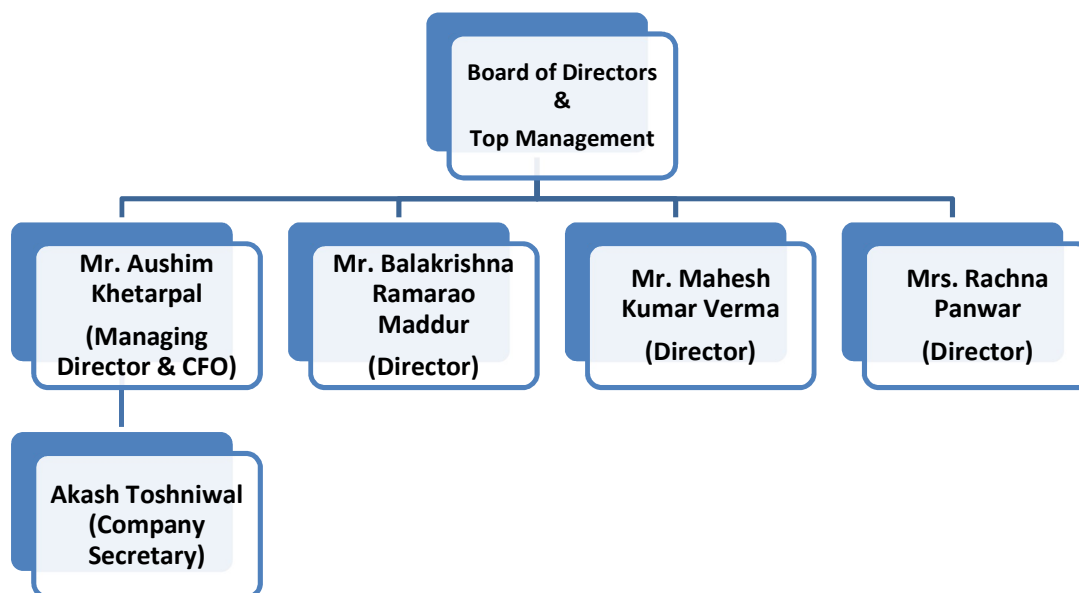 Board of Directors
&
Top Management
Mr. Aushim
Khetarpal
(Managing
Director & CFO)
Mr. Balakrishna
Ramarao
Maddur
(Director)
Mr. Mahesh
Kumar Verma
(Director)
Mrs. Rachna
Panwar
(Director)
Akash Toshniwal
(Company
Secretary)